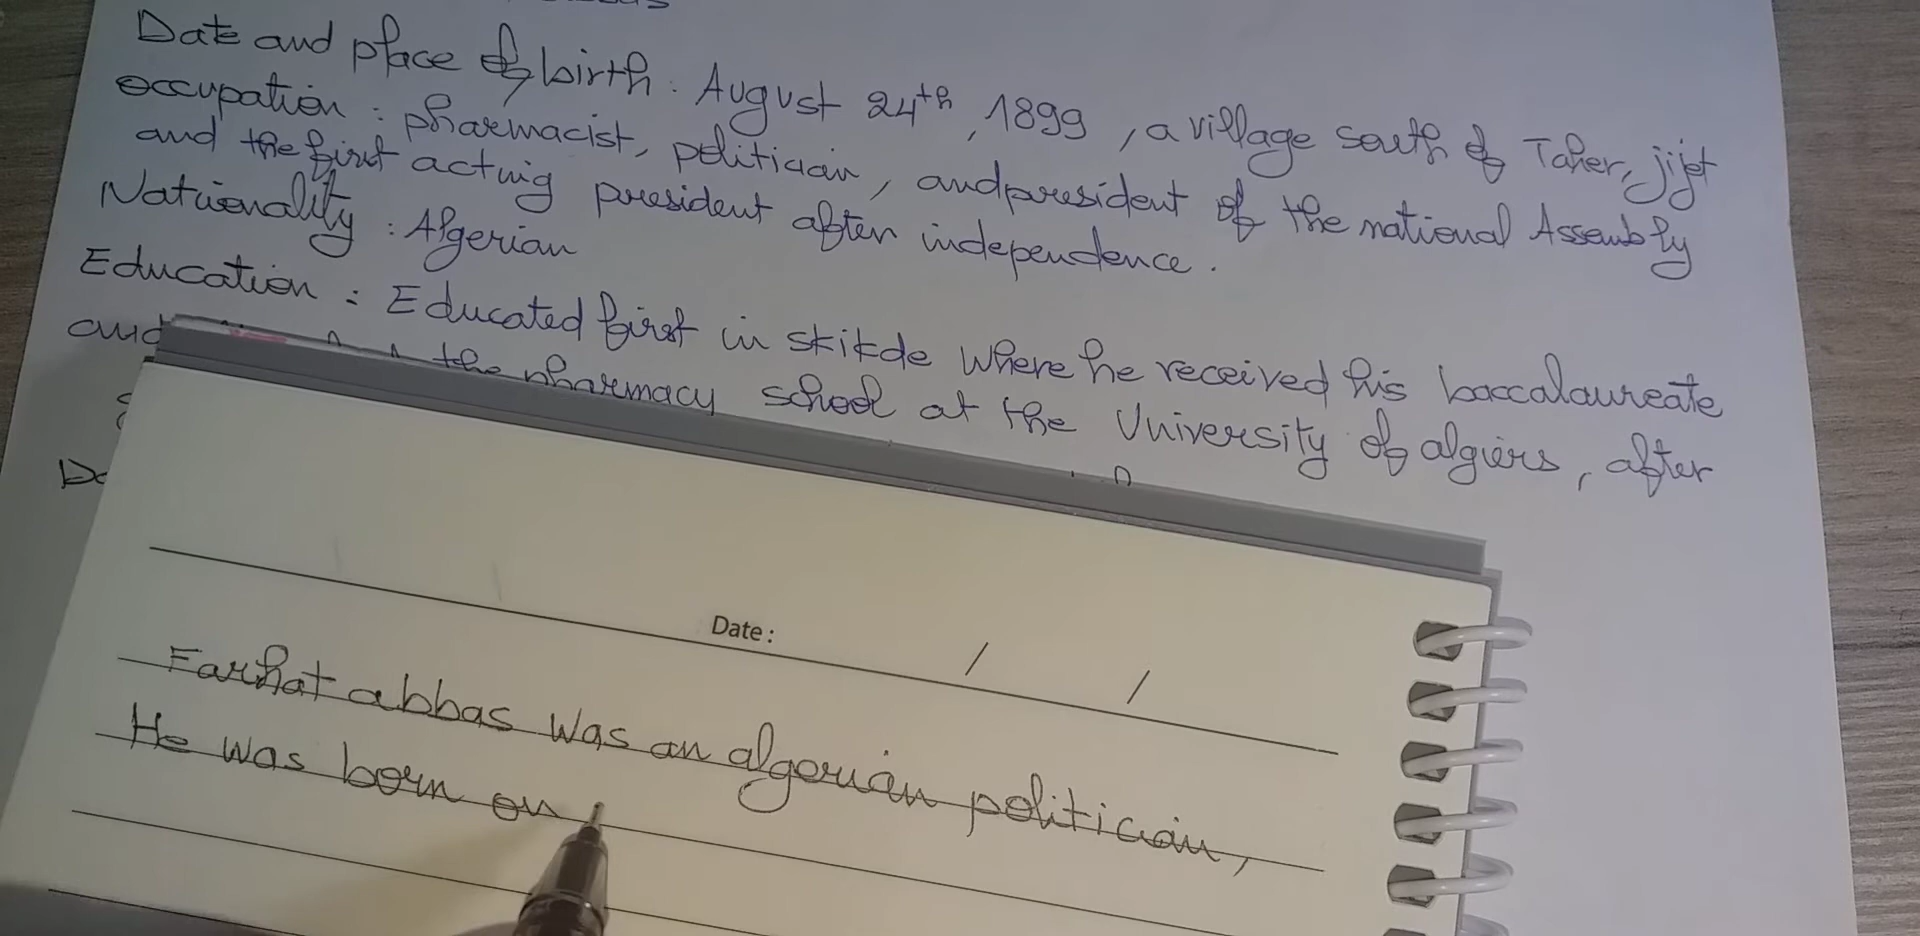 Date and place of birth : August 24th, 1899 , a village south of Taher, jijel
occupation : pharmacist, politician, and president of the national Assembly
and the first acting president after independence.
Nationality : Algerian
Education : Educated first in skikde where he received his baccalaureate
and the pharmacy school at the University of algiers, after
Date : / /
Farhat abbas was an algerian politician,
He was born on